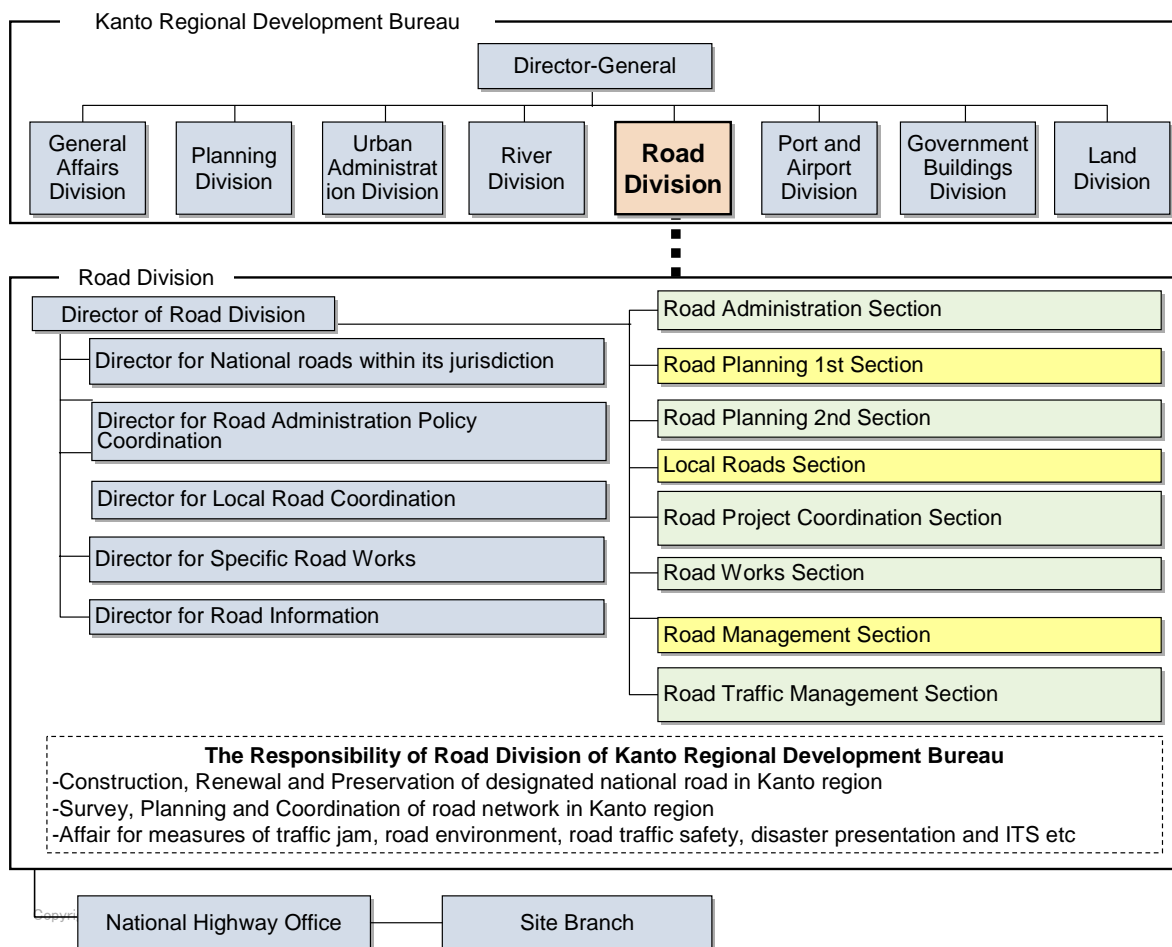 Kanto Regional Development Bureau
Director-General
General
Affairs
Division
Planning
Division
Urban
Administrat
ion Division
River
Division
Road
Division
Port and
Airport
Division
Government
Buildings
Division
Land
Division
Road Division
Director of Road Division
Director for National roads within its jurisdiction
Director for Road Administration Policy
Coordination
Director for Local Road Coordination
Director for Specific Road Works
Director for Road Information
Road Administration Section
Road Planning 1st Section
Road Planning 2nd Section
Local Roads Section
Road Project Coordination Section
Road Works Section
Road Management Section
Road Traffic Management Section
The Responsibility of Road Division of Kanto Regional Development Bureau
-Construction, Renewal and Preservation of designated national road in Kanto region
-Survey, Planning and Coordination of road network in Kanto region
-Affair for measures of traffic jam, road environment, road traffic safety, disaster presentation and ITS etc
Copyri
National Highway Office
Site Branch